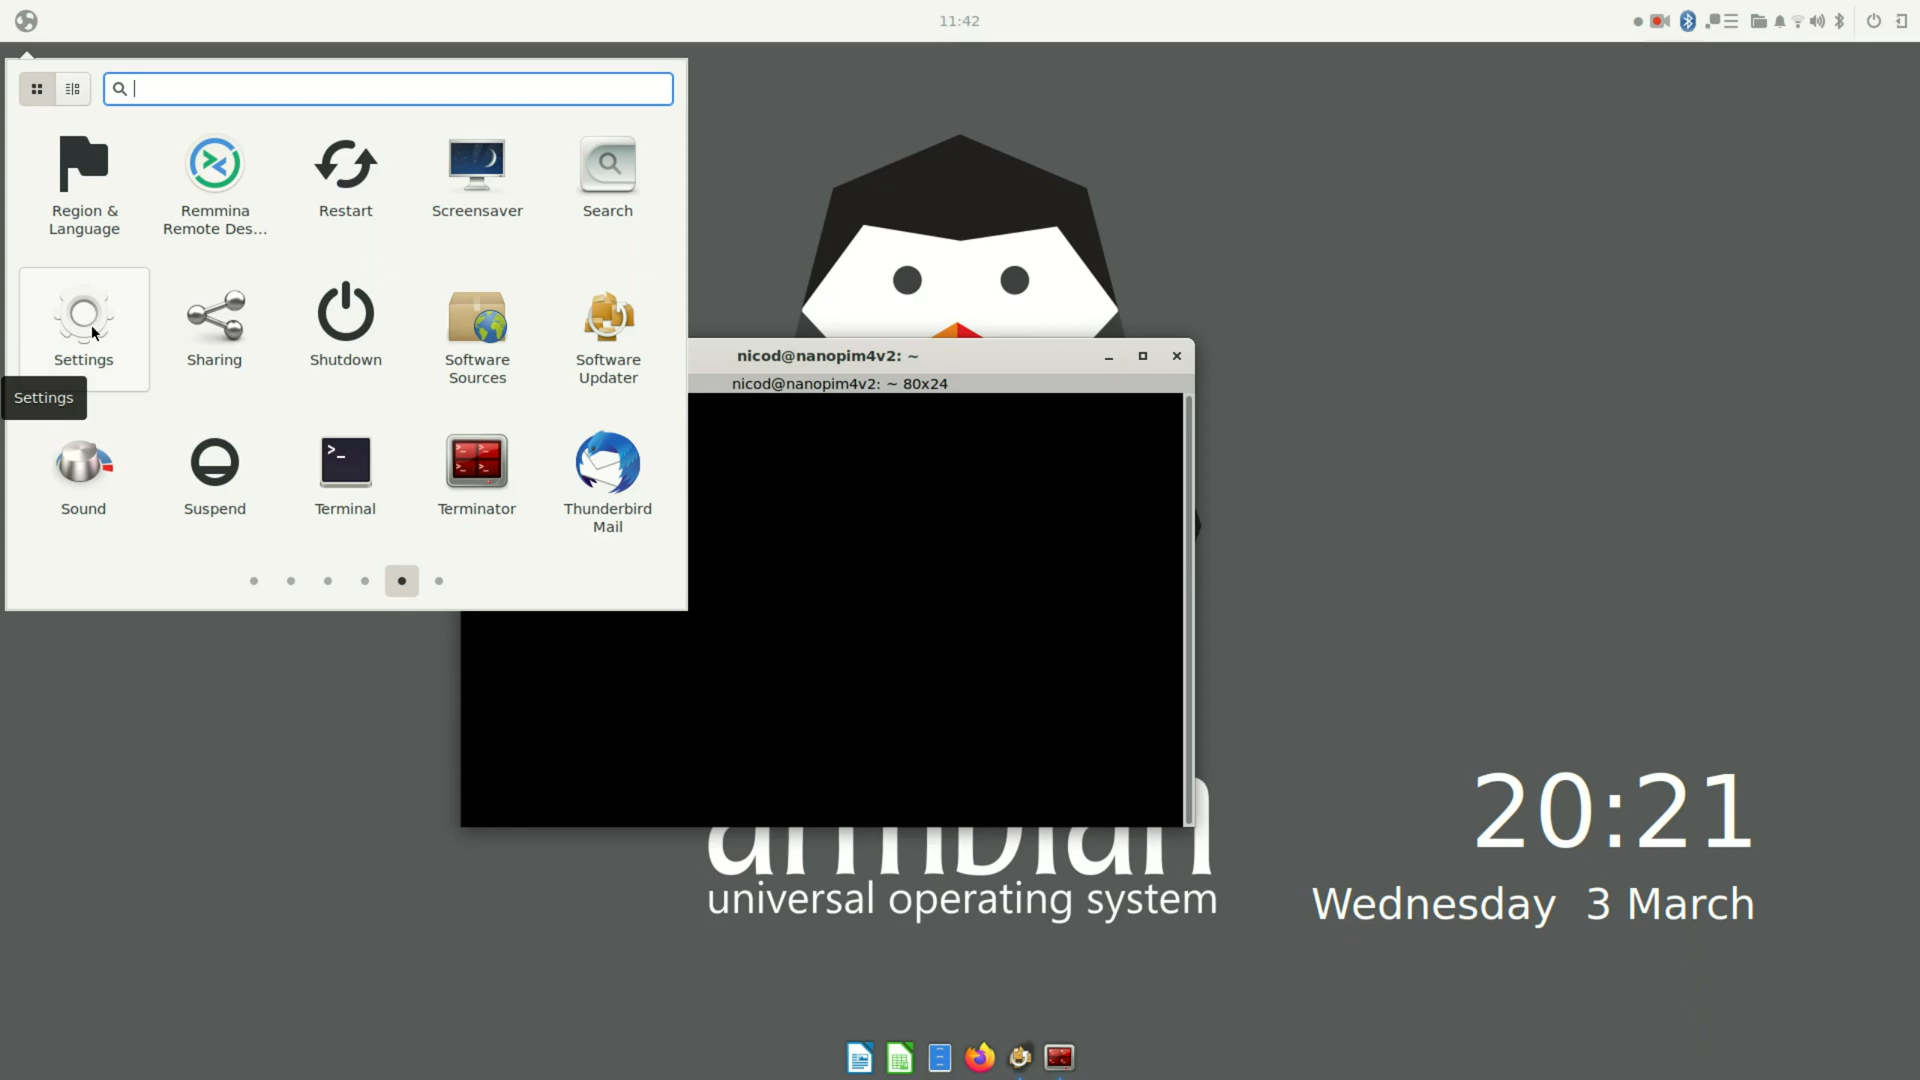 11:42
Region &
Language
Remmina
Remote Des...
Restart
Screensaver
Search
Settings
Sharing
Shutdown
Software
Sources
Software
Updater
Settings
Sound
Suspend
Terminal
Terminator
Thunderbird
Mail
nicod@nanopim4v2: ~
nicod@nanopim4v2: ~ 80x24
armbian
universal operating system
20:21
Wednesday 3 March